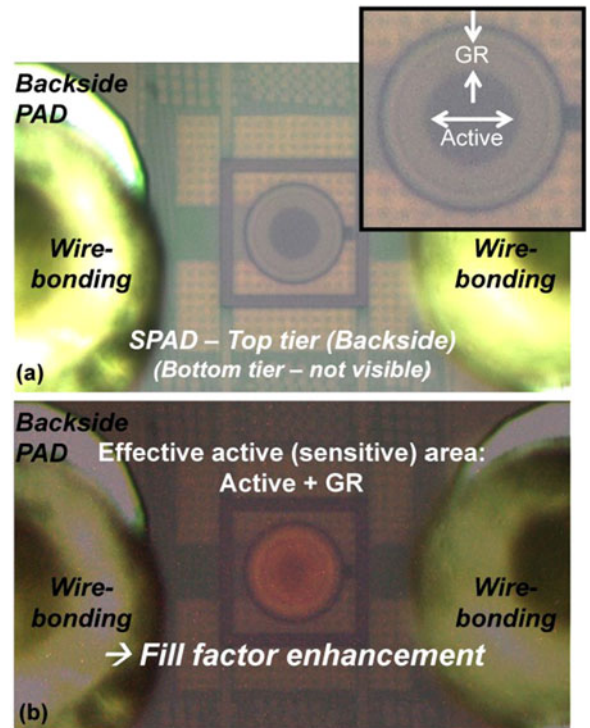 Backside
PAD
GR
Active
Wire-
bonding
Wire-
bonding
SPAD – Top tier (Backside)
(Bottom tier – not visible)
(a)
Backside
PAD
Effective active (sensitive) area:
Active + GR
Wire-
bonding
Wire-
bonding
→ Fill factor enhancement
(b)